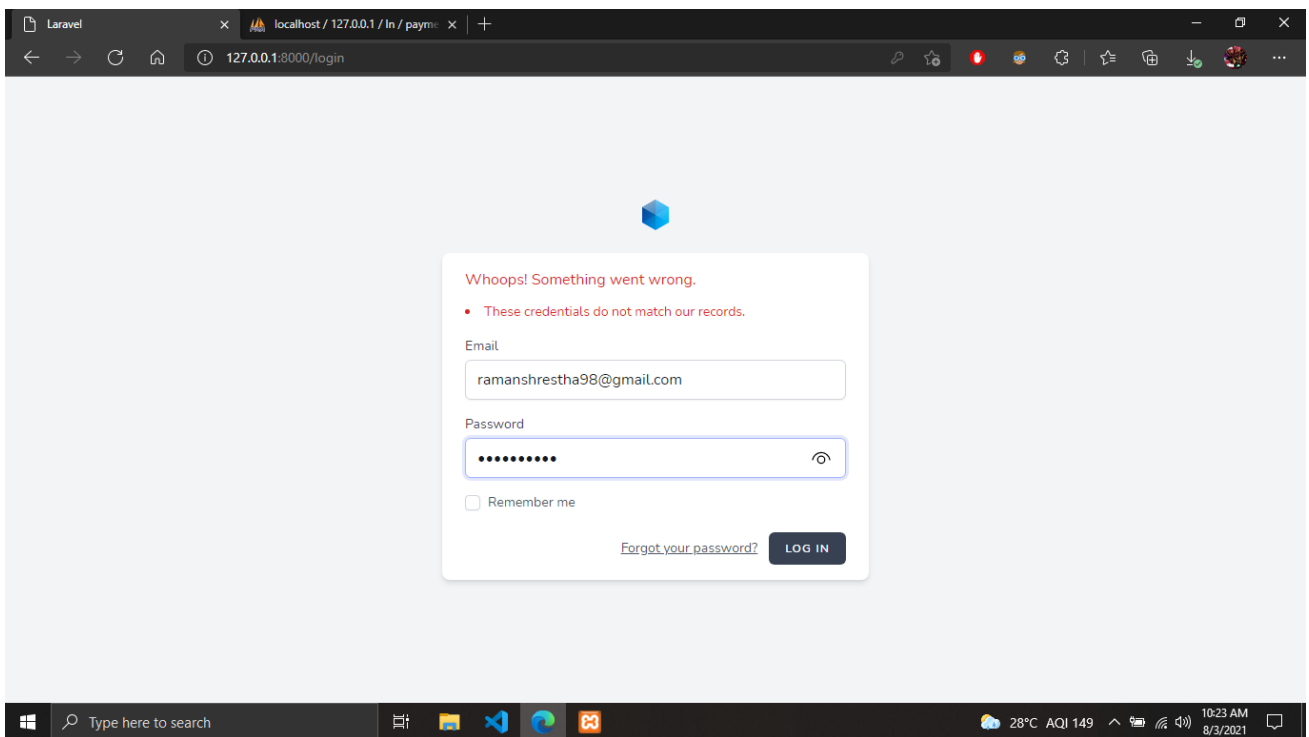 Laravel
localhost / 127.0.0.1 / ln / payme
127.0.0.1:8000/login
Whoops! Something went wrong.
These credentials do not match our records.
Email
ramanshrestha98@gmail.com
Password
Remember me
Forgot your password? LOG IN
Type here to search
28°C AQI 149
10:23 AM
8/3/2021